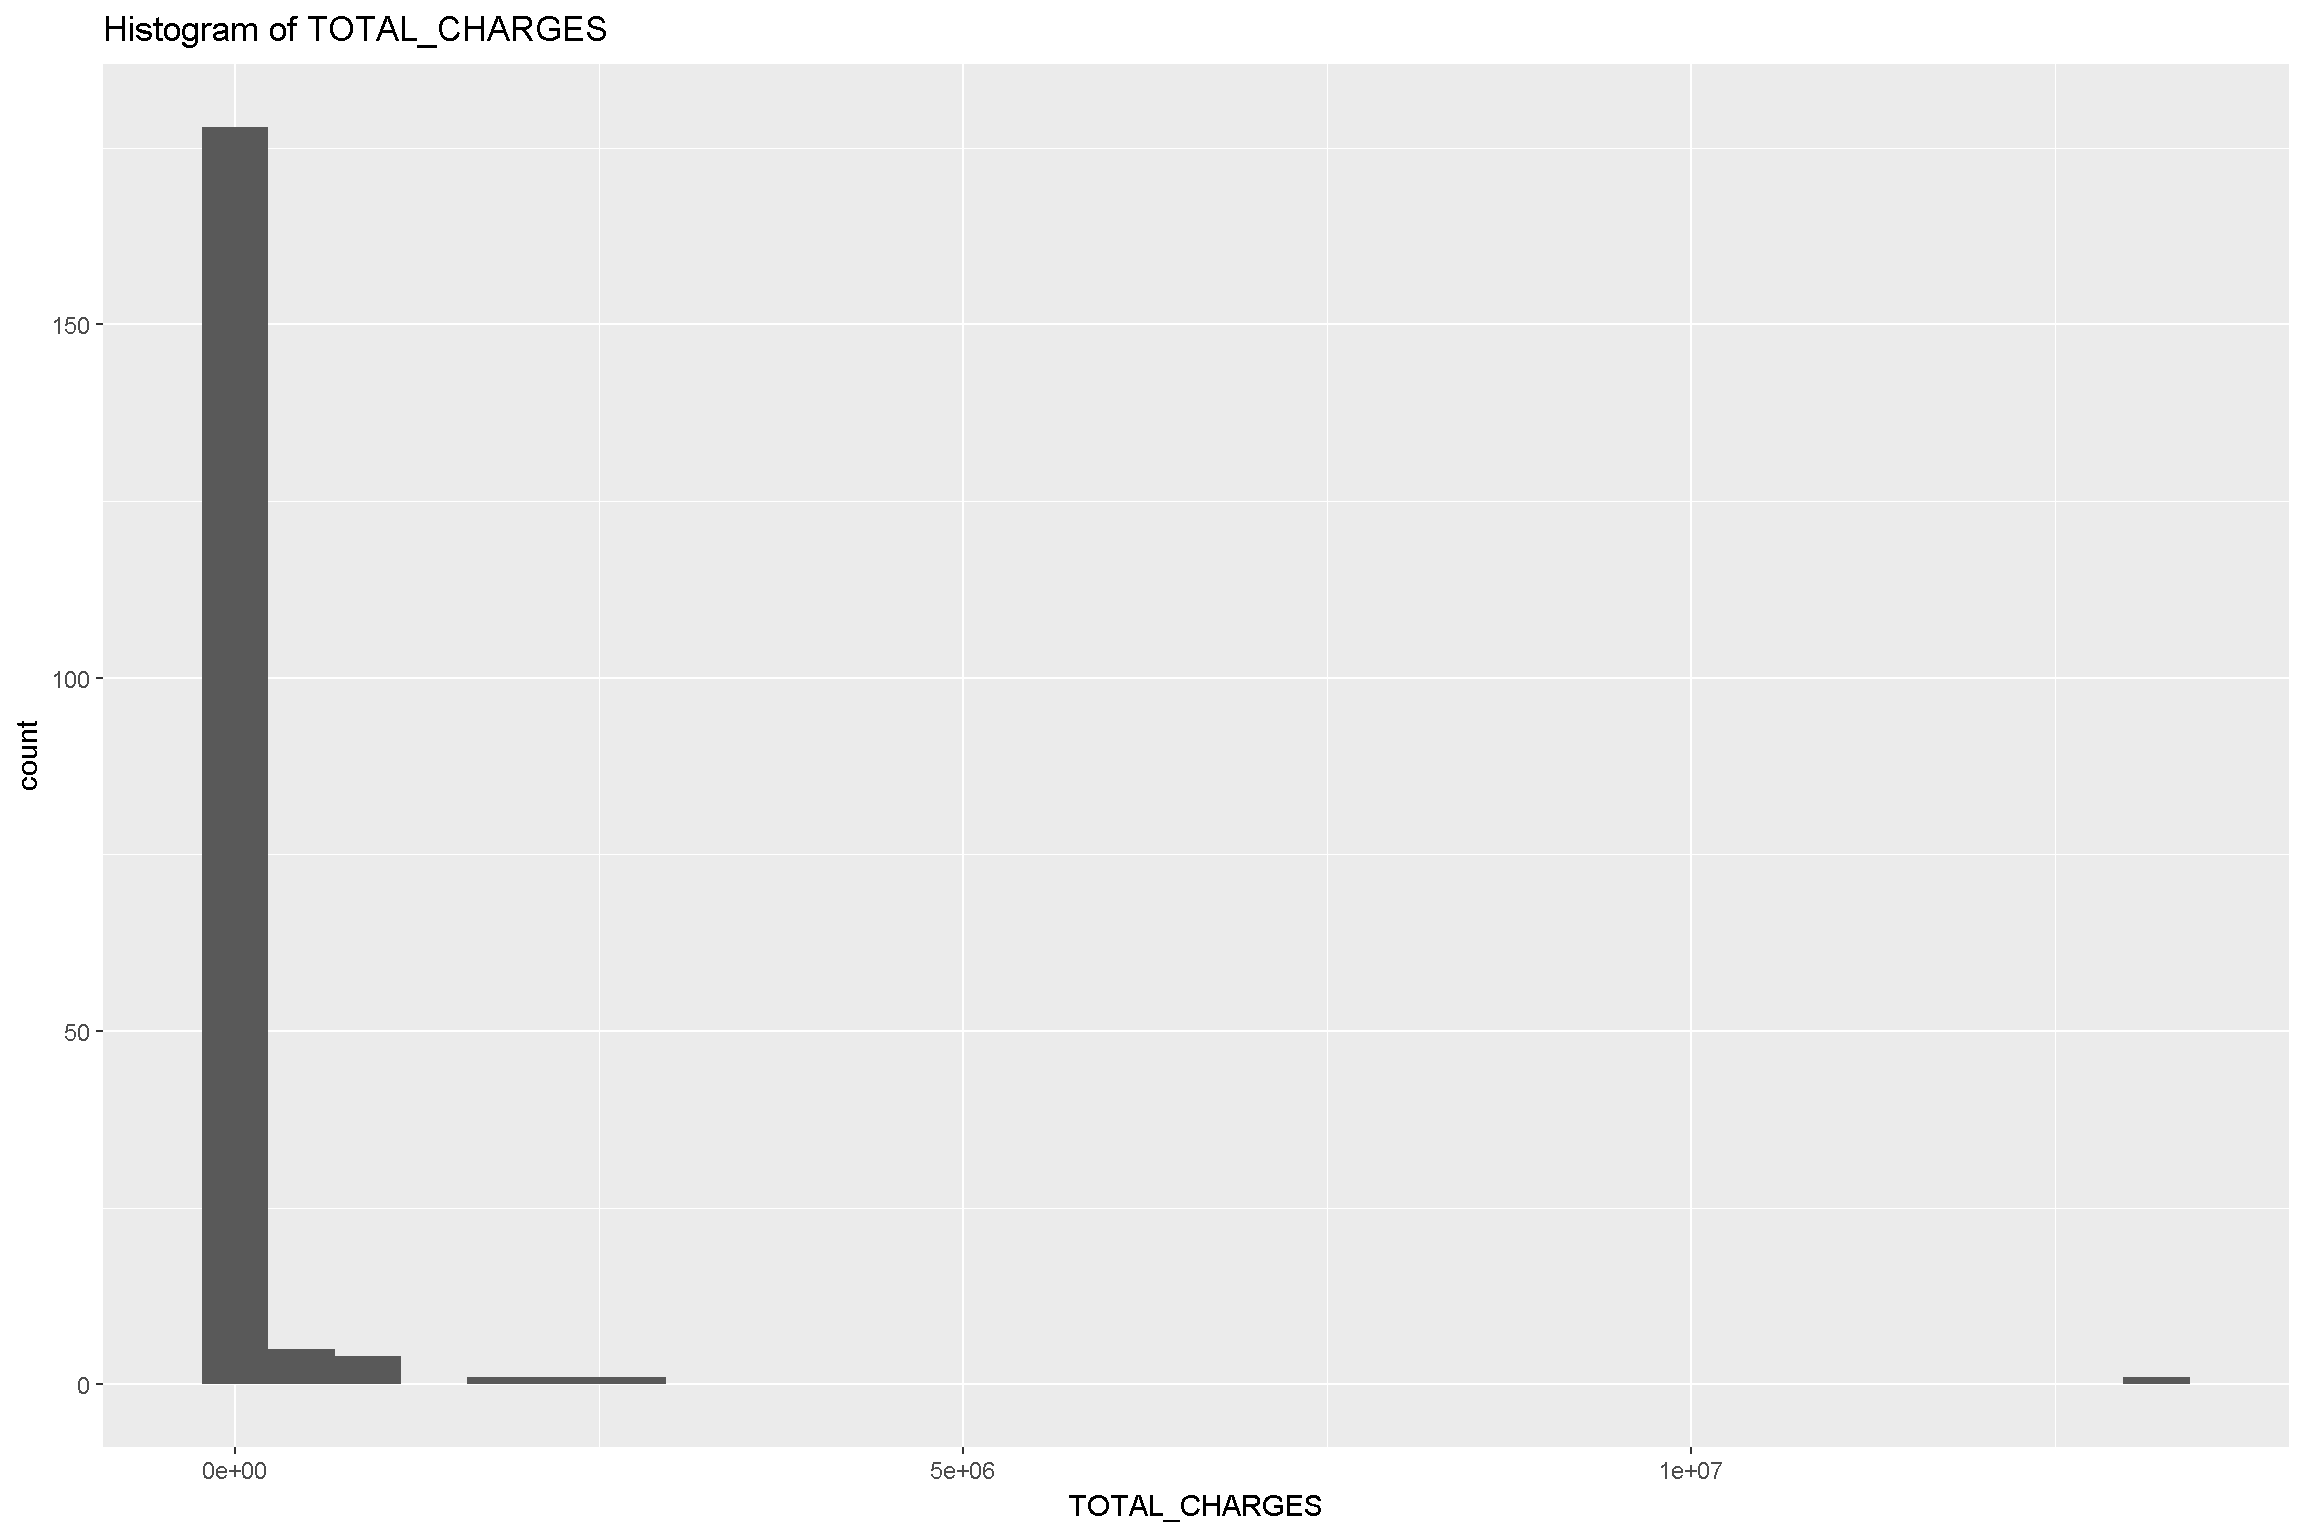 Histogram of TOTAL_CHARGES
150
100
50
0
count
0e+00
5e+06
1e+07
TOTAL_CHARGES